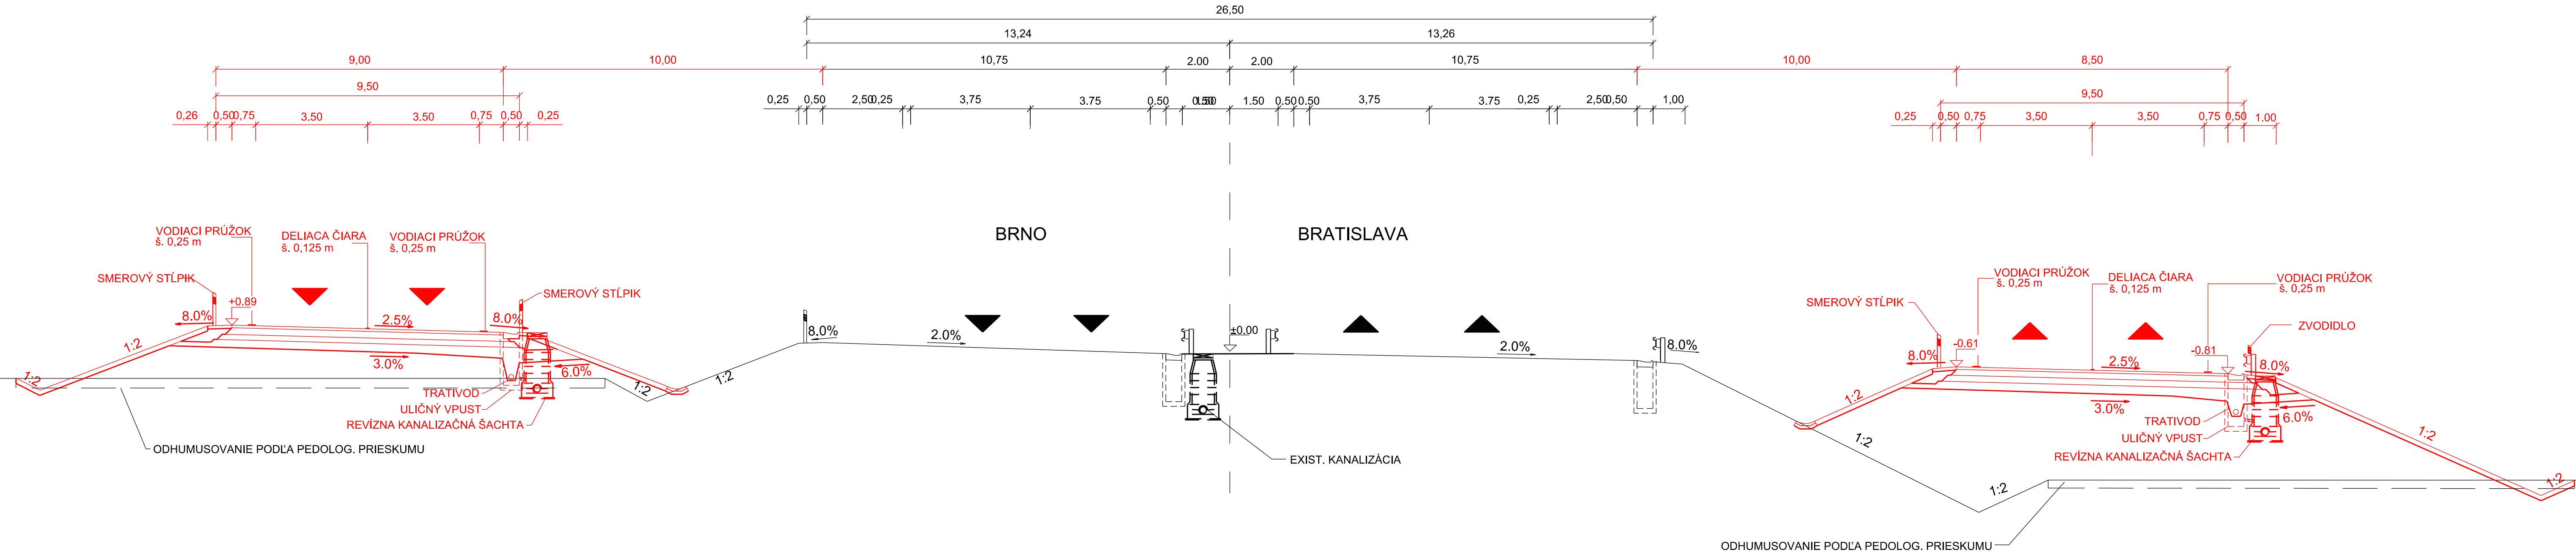 26,50
13,24
13,26
9,00
10,00
10,75
2.00
2.00
10,75
10,00
8,50
9,50
9,50
0,26
0,50
0,75
3,50
3,50
0,75
0,50
0,25
0,25
0,50
2,50
0,25
3,75
3.75
0.50
0.50
1.50
1.50
0.50
0.50
3,75
3.75
0,25
2,50
0,50
1,00
0,25
0,50
0,75
3,50
3,50
0,75
0,50
1,00
BRNO
BRATISLAVA
VODIACI PRÚŽOK
š. 0,25 m
DELIACA ČIARA
š. 0,125 m
VODIACI PRÚŽOK
š. 0,25 m
SMEROVÝ STĹPIK
SMEROVÝ STĹPIK
+0.89
8.0%
2.5%
8.0%
3.0%
6.0%
1:2
1:2
1:2
1:2
TRATIVOD
ULIČNÝ VPUST
REVÍZNA KANALIZAČNÁ ŠACHTA
ODHUMUSOVANIE PODĽA PEDOLOG. PRIESKUMU
1:2
8.0%
2.0%
±0,00
2.0%
8.0%
EXIST. KANALIZÁCIA
VODIACI PRÚŽOK
š. 0,25 m
DELIACA ČIARA
š. 0,125 m
VODIACI PRÚŽOK
š. 0,25 m
SMEROVÝ STĹPIK
ZVODIDLO
-0.61
-0.81
8.0%
2.5%
8.0%
3.0%
6.0%
1:2
1:2
1:2
1:2
1:2
TRATIVOD
ULIČNÝ VPUST
REVÍZNA KANALIZAČNÁ ŠACHTA
ODHUMUSOVANIE PODĽA PEDOLOG. PRIESKUMU